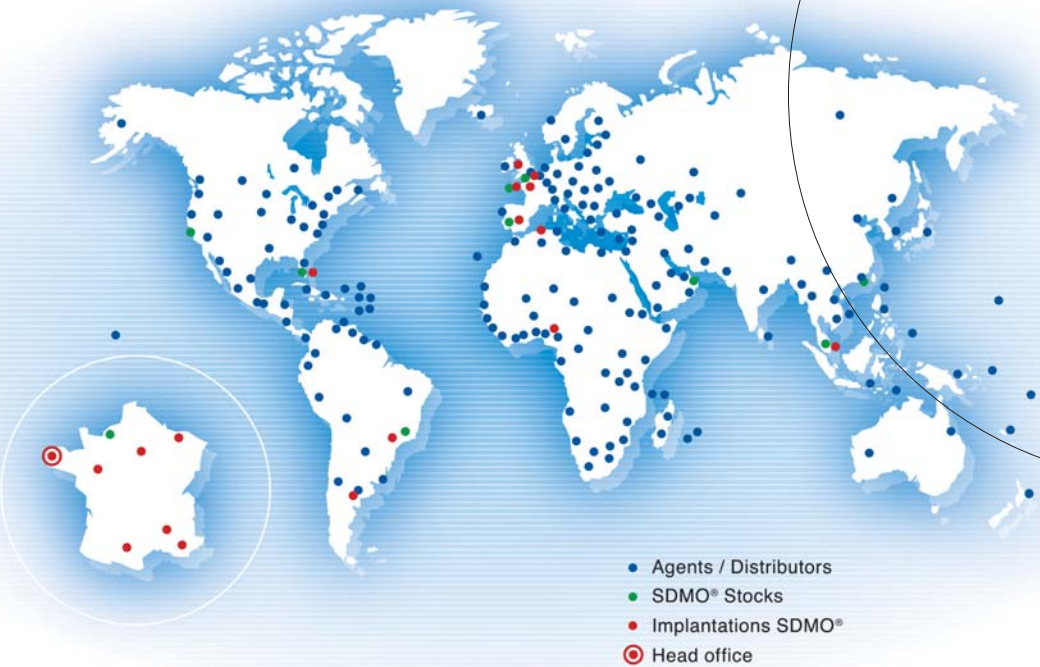 Agents / Distributors
SDMO® Stocks
Implantations SDMO®
Head office